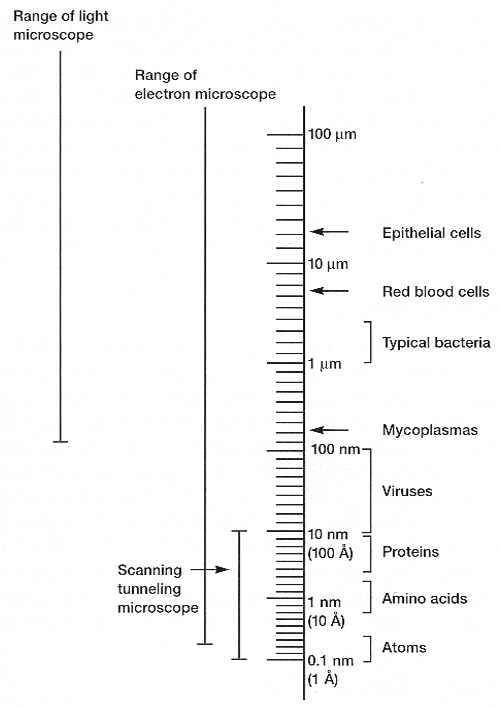 Range of light
microscope
Range of
electron microscope
100 μm
Epithelial cells
10 μm
Red blood cells
Typical bacteria
1 μm
Mycoplasmas
100 nm
Viruses
10 nm
(100 Å)
Proteins
Scanning
tunneling
microscope
1 nm
(10 Å)
Amino acids
Atoms
0.1 nm
(1 Å)